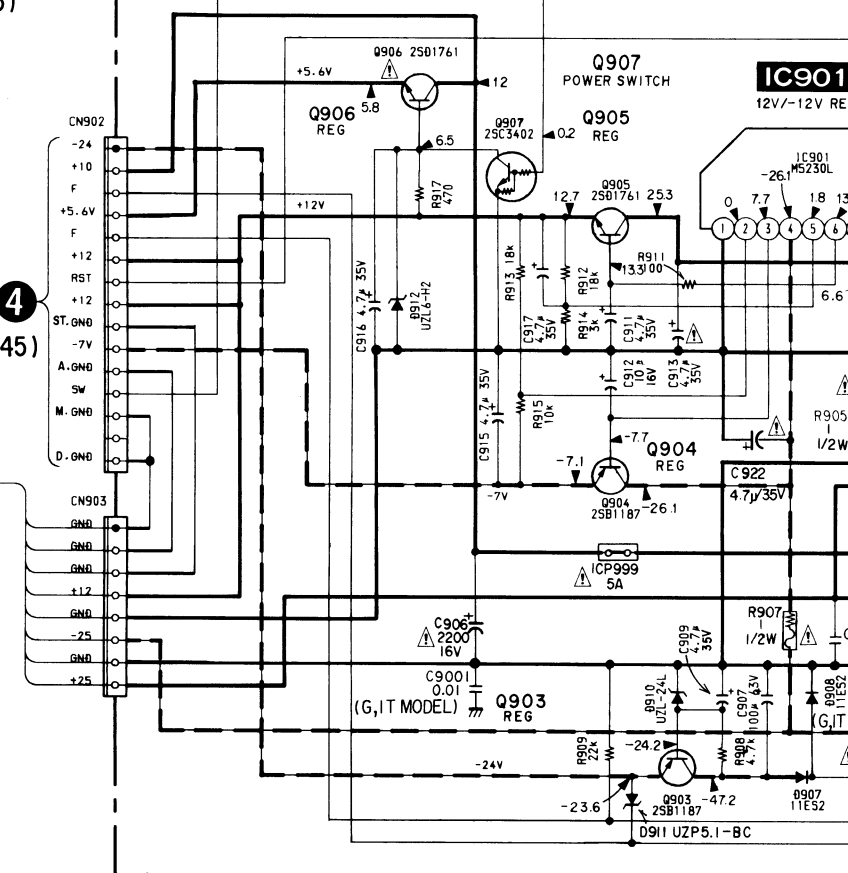 Q906 2SD1761
+5.6V
5.8
Q906
REG
12
Q907
POWER SWITCH
IC901
12V/-12V RE
Q907
2SC3402
0.2
Q905
REG
6.5
R917
470
IC901
M5230L
-26.1
0
7.7
1.8
13
1
2
3
4
5
6
CN902
-24
+10
F
+5.6V
F
+12
RST
+12
ST.GND
-7V
A.GND
SW
M.GND
D.GND
4
45)
+12V
12.7
Q905
2SD1761
25.3
13.3
R911
100
6.6
C916 4.7µ 35V
D912
UZL6-H2
R913 18k
C917
4.7µ
35V
R912
18k
R914
3k
C911
4.7µ
35V
C912
10µ
16V
C913
4.7µ
35V
C915 4.7µ 35V
R915
10k
R905
1
1/2W
-7.7
-7.1
Q904
REG
-7V
Q904
2SB1187
-26.1
C922
4.7µ/35V
CN903
GND
GND
GND
+12
GND
-25
GND
+25
ICP999
5A
C906
2200
16V
C9001
0.01
(G,IT MODEL)
Q903
REG
R907
1
1/2W
C909
4.7µ
35V
D910
UZL-24L
C907
100µ 63V
D908
11ES2
(G,IT
R909
22k
-24.2
R908
4.7k
-24V
-23.6
Q903
2SB1187
-47.2
D907
11ES2
D911 UZP5.1-BC